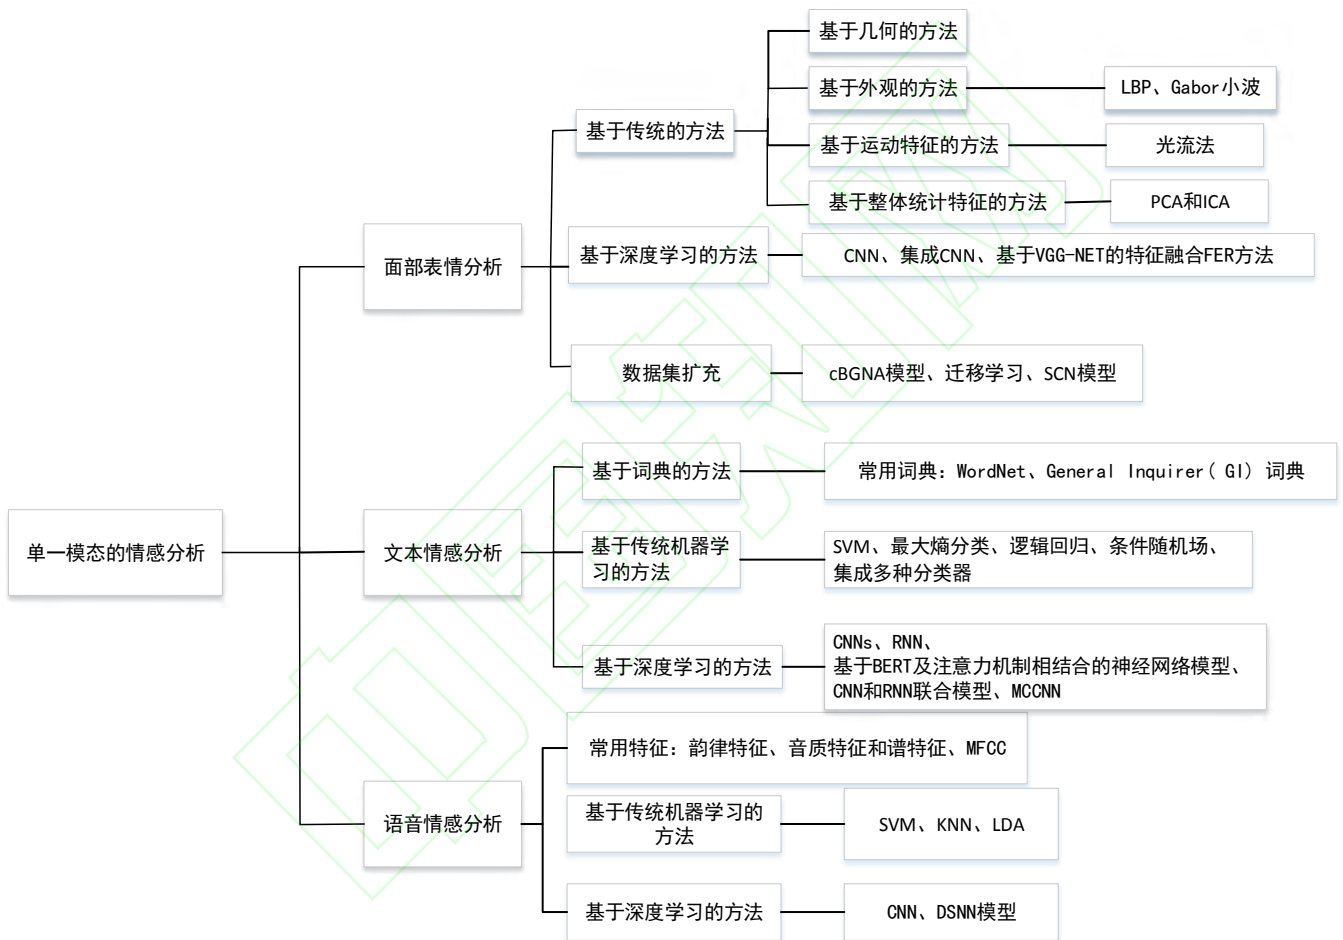 基于几何的方法
基于外观的方法
LBP、Gabor小波
基于传统的方法
基于运动特征的方法
光流法
基于整体统计特征的方法
PCA和ICA
面部表情分析
基于深度学习的方法
CNN、集成CNN、基于VGG-NET的特征融合FER方法
数据集扩充
cBGNA模型、迁移学习、SCN模型
单一模态的情感分析
文本情感分析
基于词典的方法
常用词典：WordNet、General Inquirer( GI) 词典
基于传统机器学
习的方法
SVM、最大熵分类、逻辑回归、条件随机场、
集成多种分类器
基于深度学习的方法
CNNs、RNN、
基于BERT及注意力机制相结合的神经网络模型、
CNN和RNN联合模型、MCCNN
语音情感分析
常用特征：韵律特征、音质特征和谱特征、MFCC
基于传统机器学习的
方法
SVM、KNN、LDA
基于深度学习的方法
CNN、DSNN模型
中国知网